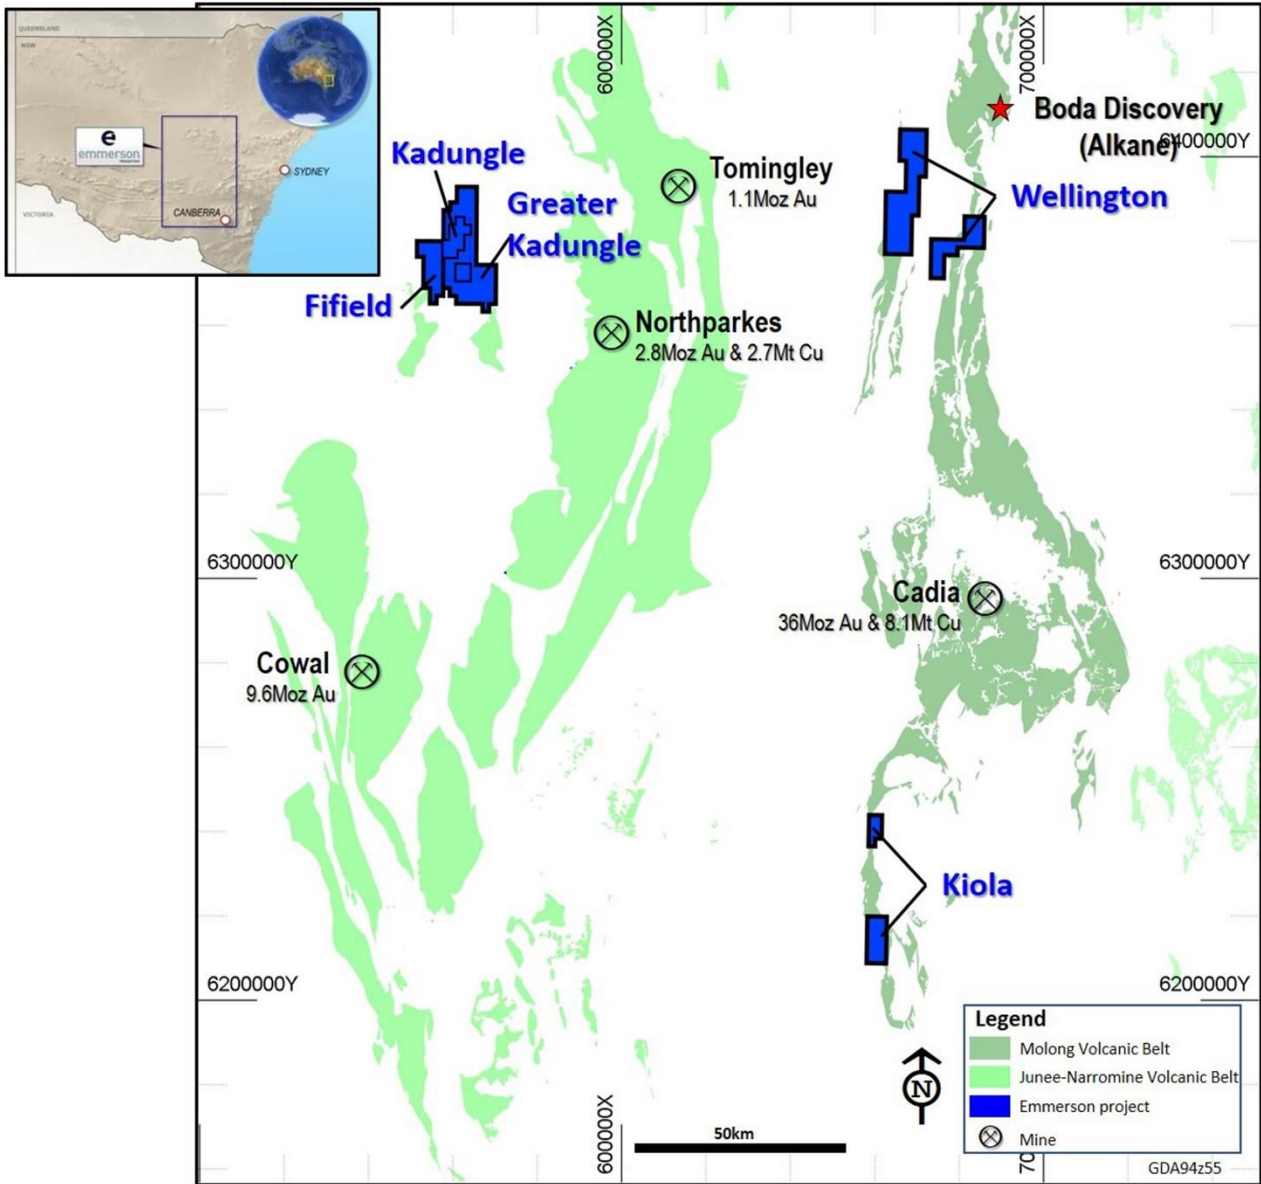 QUEENSLAND
NSW
e
emmerson
SYDNEY
CANBERRA
VICTORIA
600000X
700000X
Boda Discovery
(Alkane)
6400000Y
Kadungle
Tomingley
1.1Moz Au
Greater
Kadungle
Wellington
Fifield
Northparkes
2.8Moz Au & 2.7Mt Cu
6300000Y
6300000Y
Cadia
36Moz Au & 8.1Mt Cu
Cowal
9.6Moz Au
Kiola
6200000Y
6200000Y
Legend
Molong Volcanic Belt
Junee-Narromine Volcanic Belt
Emmerson project
Mine
N
600000X
50km
70
GDA94z55